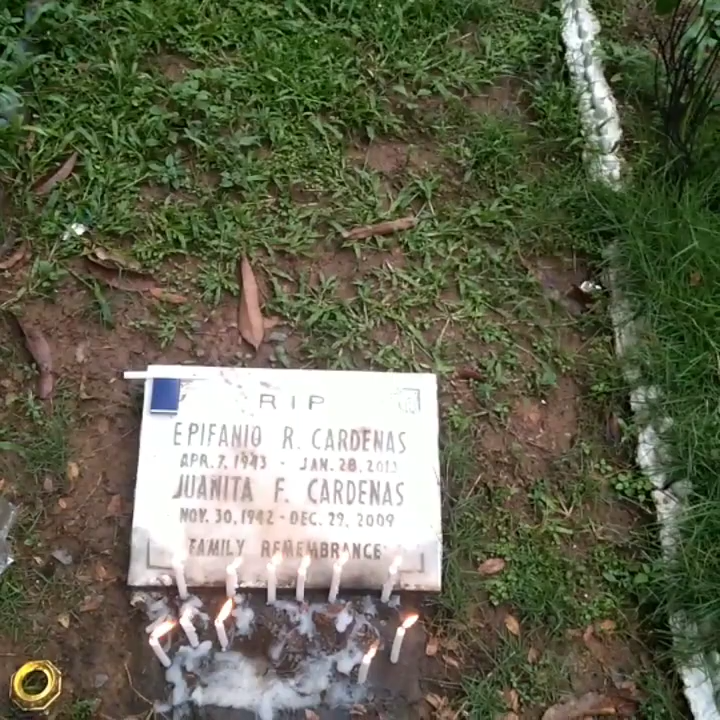 RIP
EPIFANIO R. CARDENAS
APR. 7, 1943 - JAN. 28, 2013
JUANITA F. CARDENAS
NOV. 30, 1942 - DEC. 29, 2009
FAMILY REMEMBRANCE